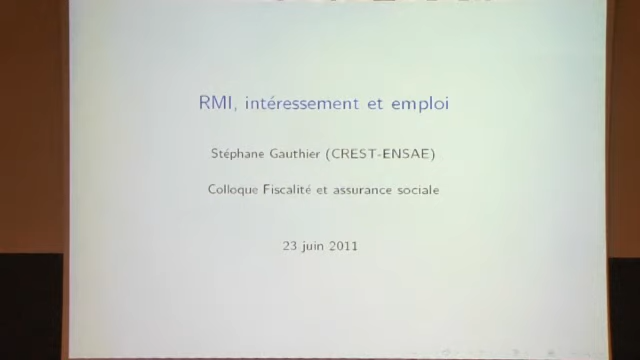 RMI, intéressement et emploi
Stéphane Gauthier (CREST-ENSAE)
Colloque Fiscalité et assurance sociale
23 juin 2011